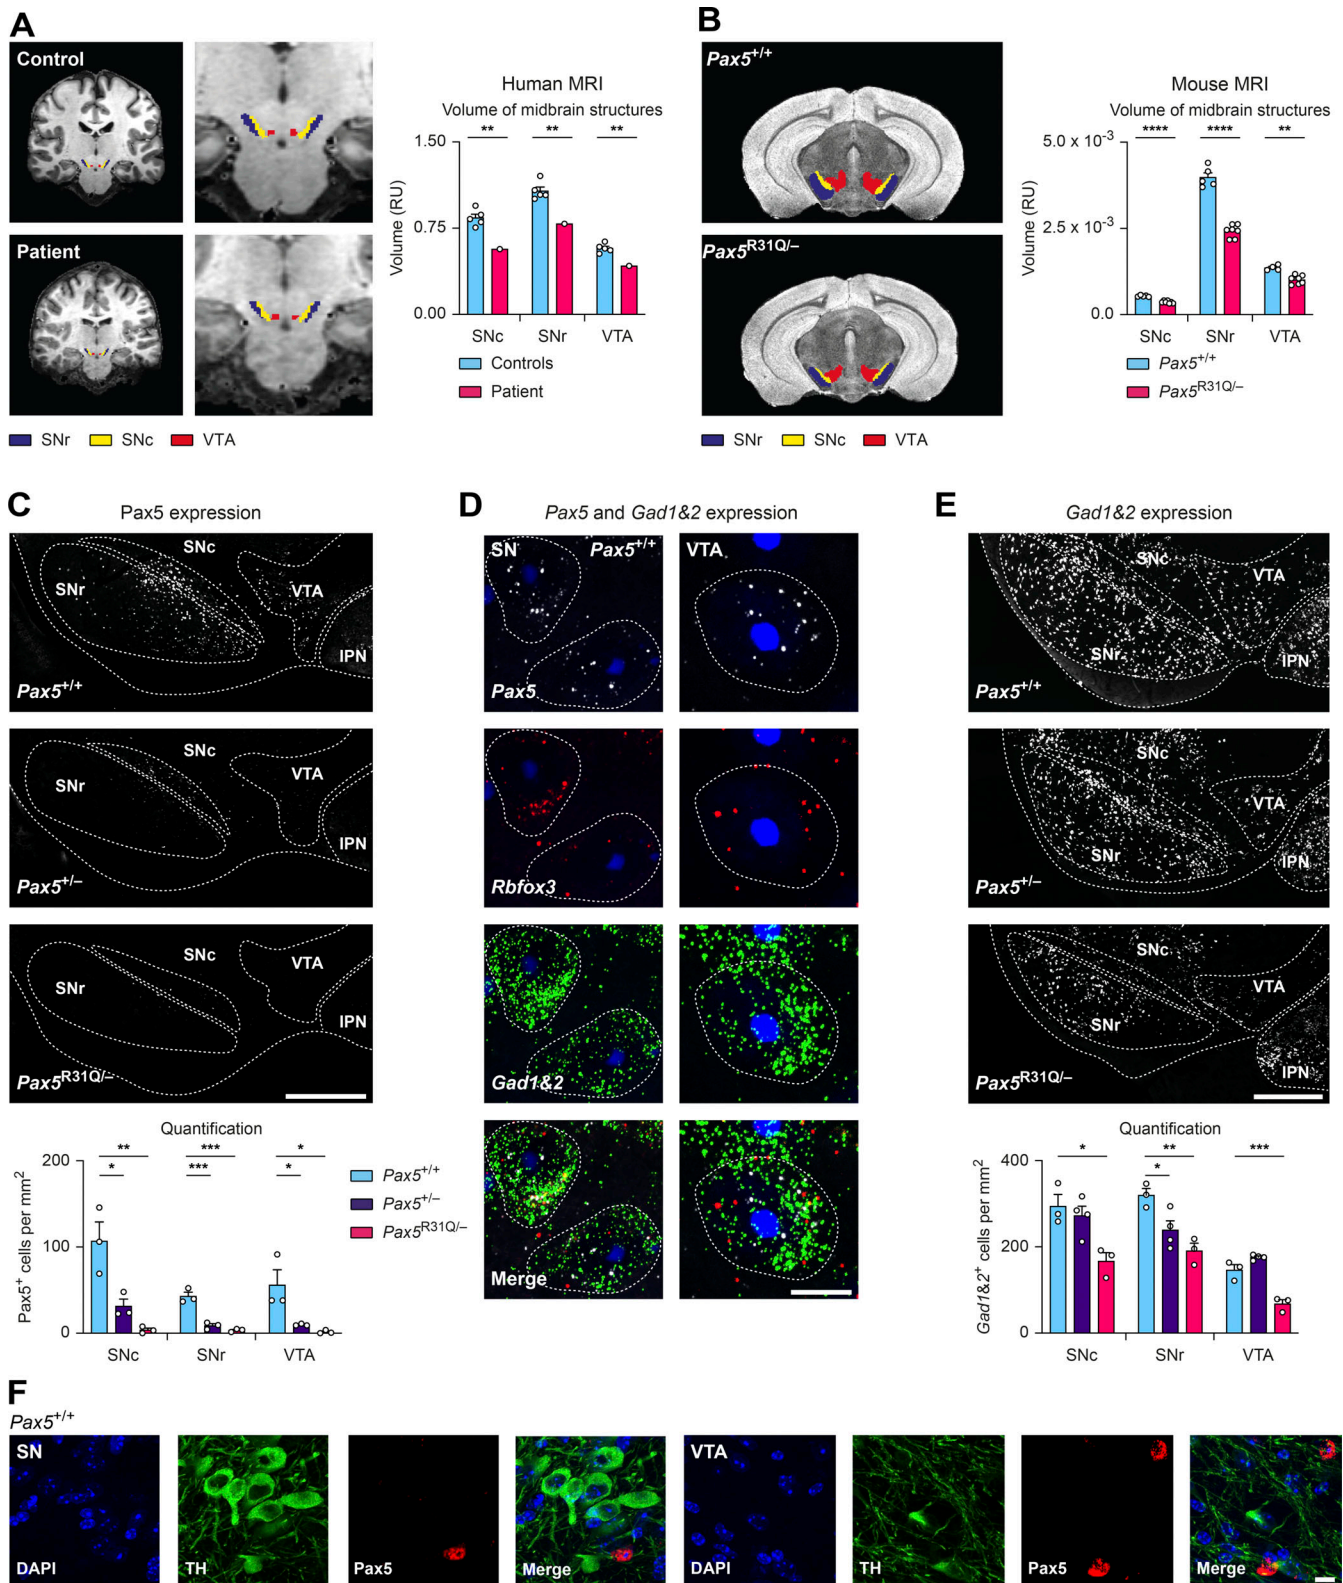 A
Control
Patient
Human MRI
Volume of midbrain structures
** ** **
1.50
0.75
0.00
Volume (RU)
SNc SNr VTA
Controls
Patient
SNr SNc VTA
B
Pax5+/+
Pax5R31Q/–
Mouse MRI
Volume of midbrain structures
**** **** **
5.0 x 10-3
2.5x10-3
0.0
Volume (RU)
SNc SNr VTA
Pax5+/+
Pax5R31Q/–
SNr SNc VTA
C
Pax5 expression
SNc
SNr
VTA
IPN
Pax5+/+
SNc
SNr
VTA
IPN
Pax5+/–
SNc
SNr
VTA
IPN
Pax5R31Q/–
Quantification
** *** *
* *** *
200
100
0
Pax5+ cells per mm2
SNc SNr VTA
Pax5+/+
Pax5+/–
Pax5R31Q/–
D
Pax5 and Gad1&2 expression
SN Pax5+/+ VTA
Pax5
Rbfox3
Gad1&2
Merge
E
Gad1&2 expression
SNc
VTA
SNr
IPN
Pax5+/+
SNc
VTA
SNr
IPN
Pax5+/–
SNc
VTA
SNr
IPN
Pax5R31Q/–
Quantification
* ** ***
*
400
200
0
Gad1&2+ cells per mm2
SNc SNr VTA
F
Pax5+/+
SN VTA
DAPI TH Pax5 Merge DAPI TH Pax5 Merge